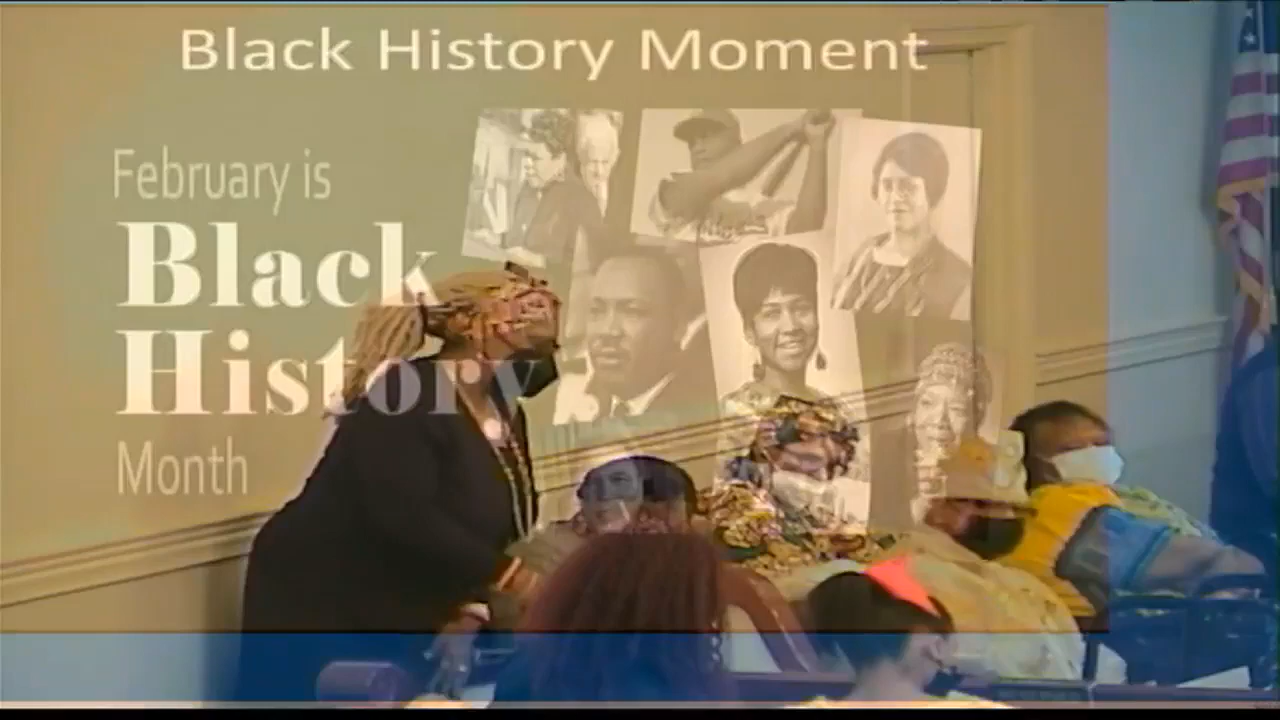 Black History Moment
February is
Black
History
Month